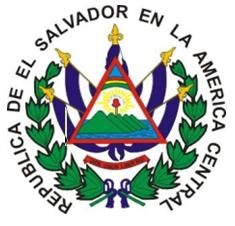 REPUBLICA DE EL SALVADOR EN LA AMERICA CENTRAL